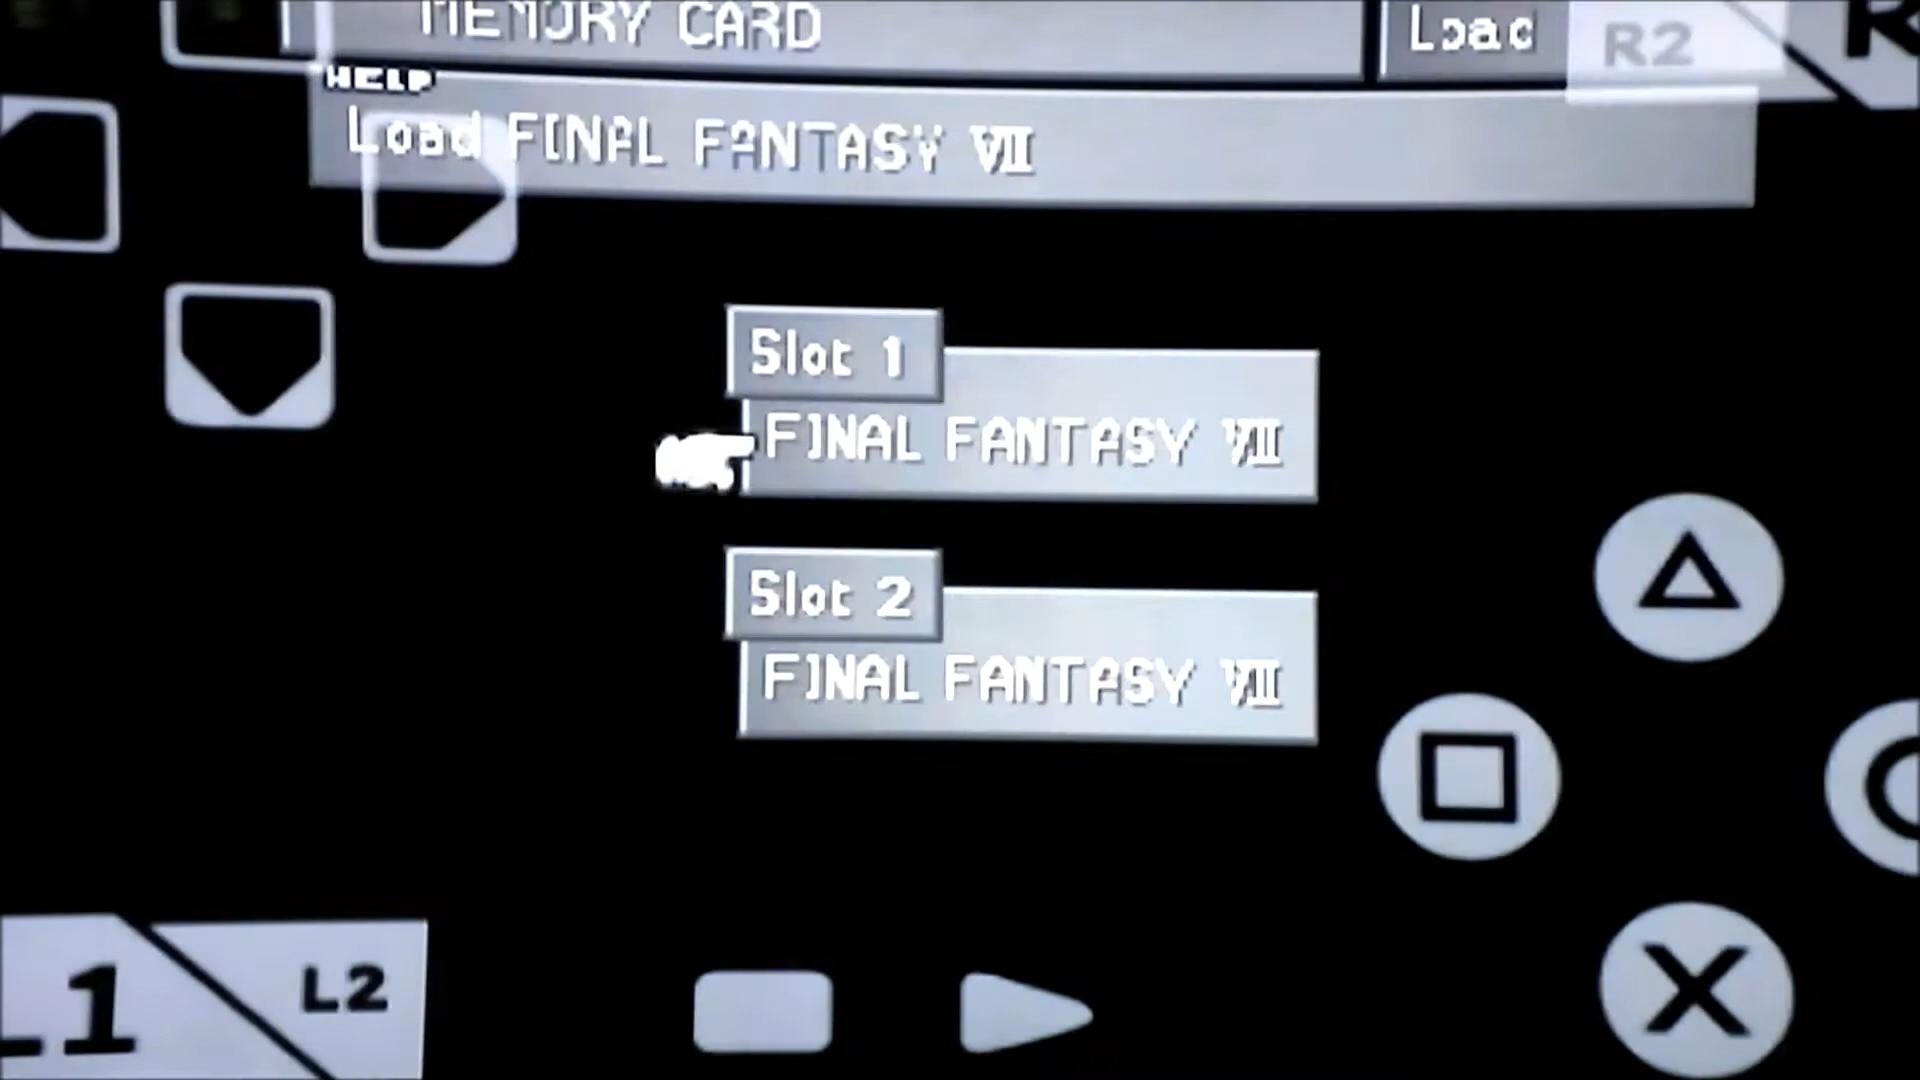 MEMORY CARD
Load
R2
HELP
Load FINAL FANTASY VII
Slot 1
FINAL FANTASY VII
Slot 2
FINAL FANTASY VII
L2
X